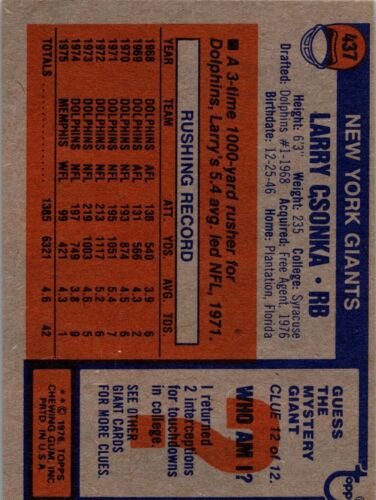 437
NEW YORK GIANTS
LARRY CSONKA • RB
Height: 6'3" Weight: 235 College: Syracuse
Drafted: Dolphins #1-1968 Acquired: Free Agent, 1976
Birthdate: 12-25-46 Home: Plantation, Florida
RUSHING RECORD
YEAR TEAM ATT. YDS. AVG. TDS.
1968 DOLPHINS AFL 138 540 3.9 6
1969 DOLPHINS AFL 131 566 4.3 2
1970 DOLPHINS NFL 193 874 4.5 6
1971 DOLPHINS NFL 195 1051 5.4 7
1972 DOLPHINS NFL 213 1117 5.2 6
1973 DOLPHINS NFL 219 1003 4.6 5
1974 DOLPHINS NFL 197 749 3.8 9
1975 MEMPHIS WFL 99 421 4.3 1
TOTALS 1385 6321 4.6 42
■ A 3-time 1000-yard rusher for
Dolphins, Larry's 5.4 avg. led NFL, 1971.
Topps
GUESS
THE
MYSTERY
GIANT
CLUE 12 of 12.
WHO AM I?
I returned
2 interceptions
for touchdowns
in college.
SEE OTHER
GIANT CARDS
FOR MORE CLUES.
* * © 1976, TOPPS
CHEWING GUM, INC.
PRTD. IN U.S.A.